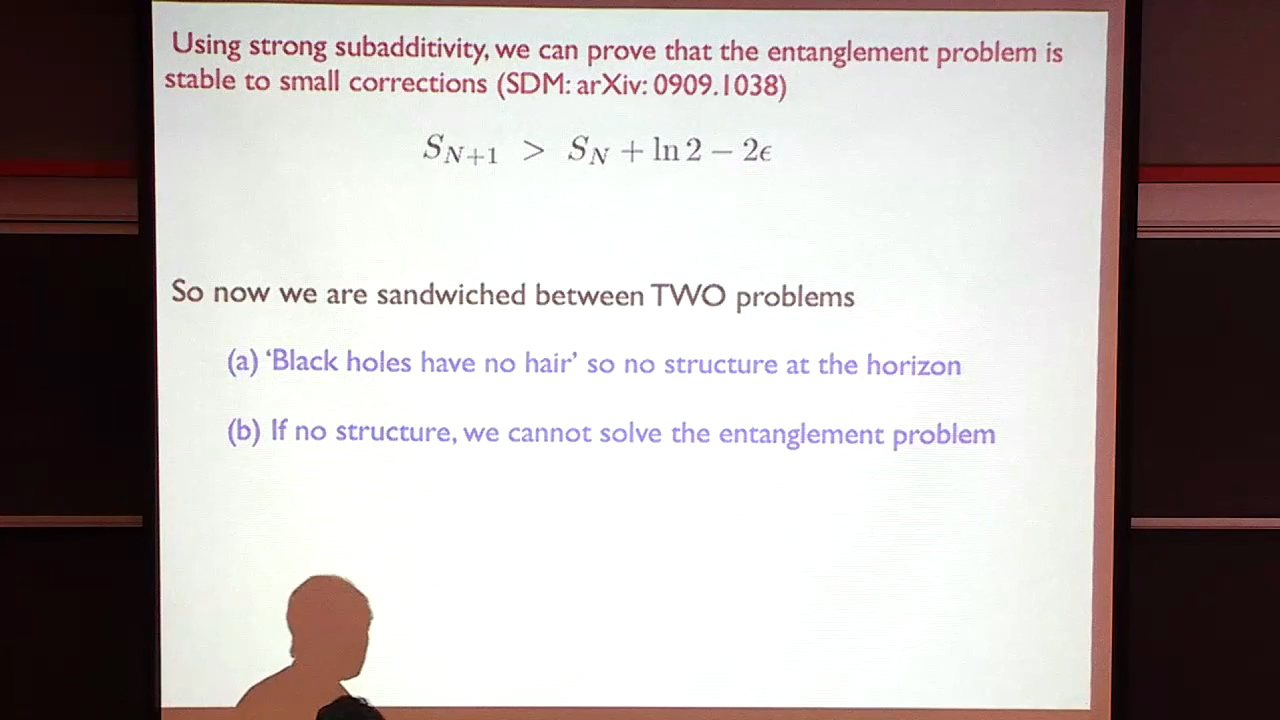 Using strong subadditivity, we can prove that the entanglement problem is
stable to small corrections (SDM: arXiv: 0909.1038)
S_{N+1} > S_N + ln 2 − 2ϵ
So now we are sandwiched between TWO problems
(a) ‘Black holes have no hair’ so no structure at the horizon
(b) If no structure, we cannot solve the entanglement problem